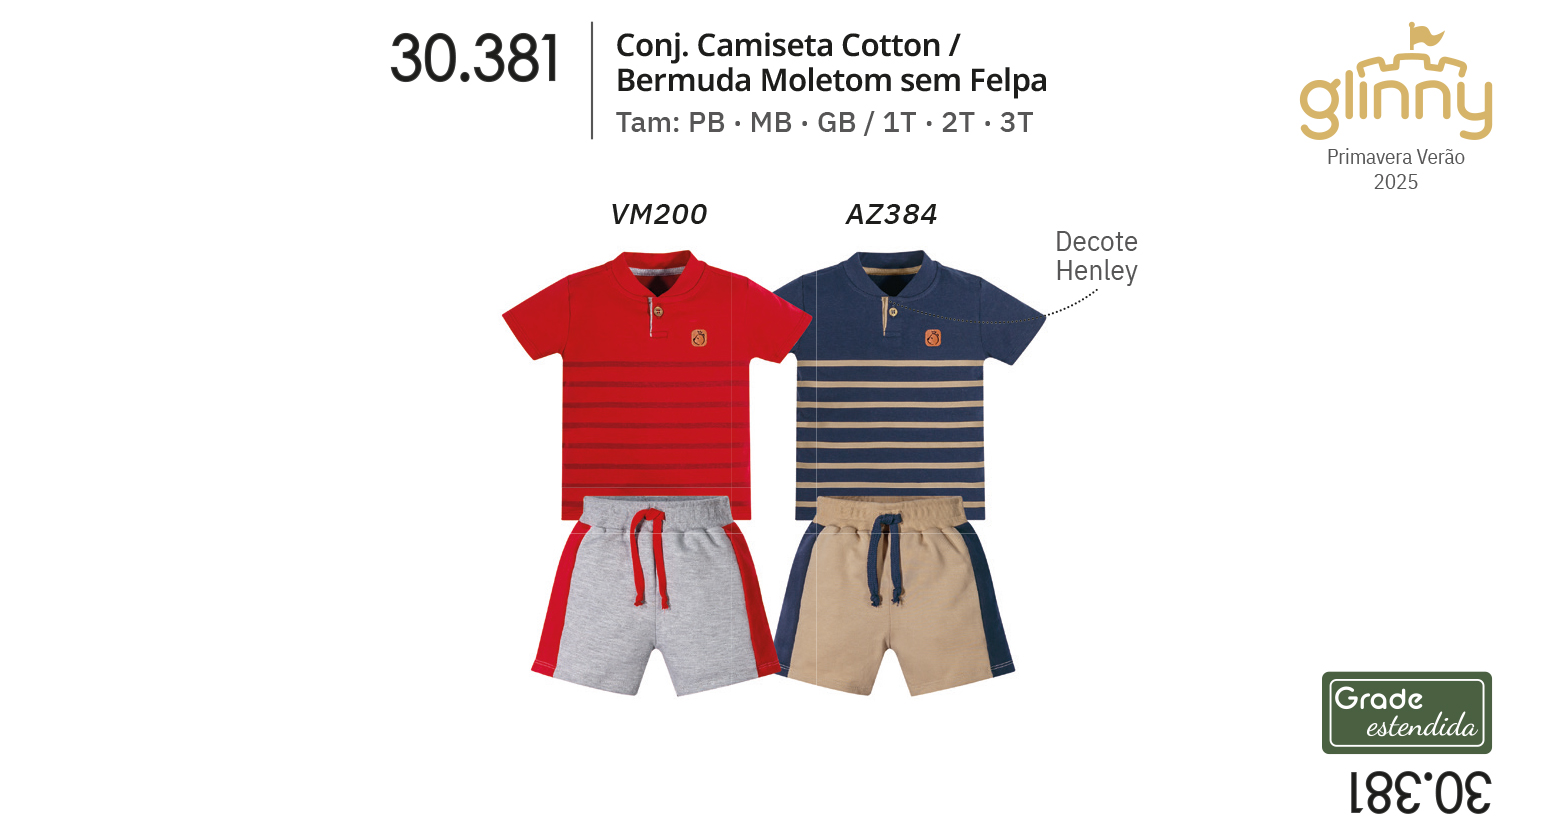 30.381
Conj. Camiseta Cotton /
Bermuda Moletom sem Felpa
Tam: PB · MB · GB / 1T · 2T · 3T
glinny
Primavera Verão
2025
VM200
AZ384
Decote
Henley
Grade
estendida
30.381